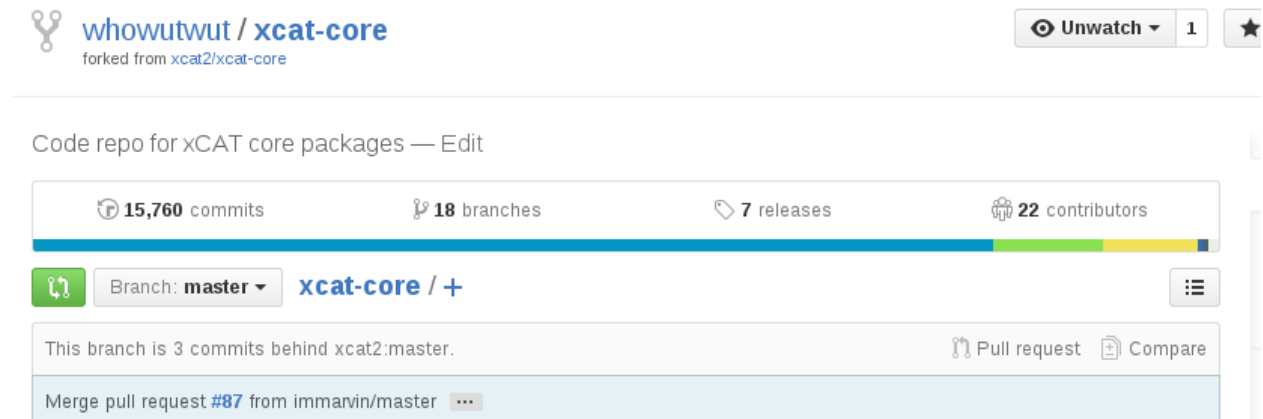 whowutwut / xcat-core
Unwatch 1
forked from xcat2/xcat-core
Code repo for xCAT core packages — Edit
15,760 commits 18 branches 7 releases 22 contributors
Branch: master xcat-core / +
This branch is 3 commits behind xcat2:master. Pull request Compare
Merge pull request #87 from immarvin/master ...